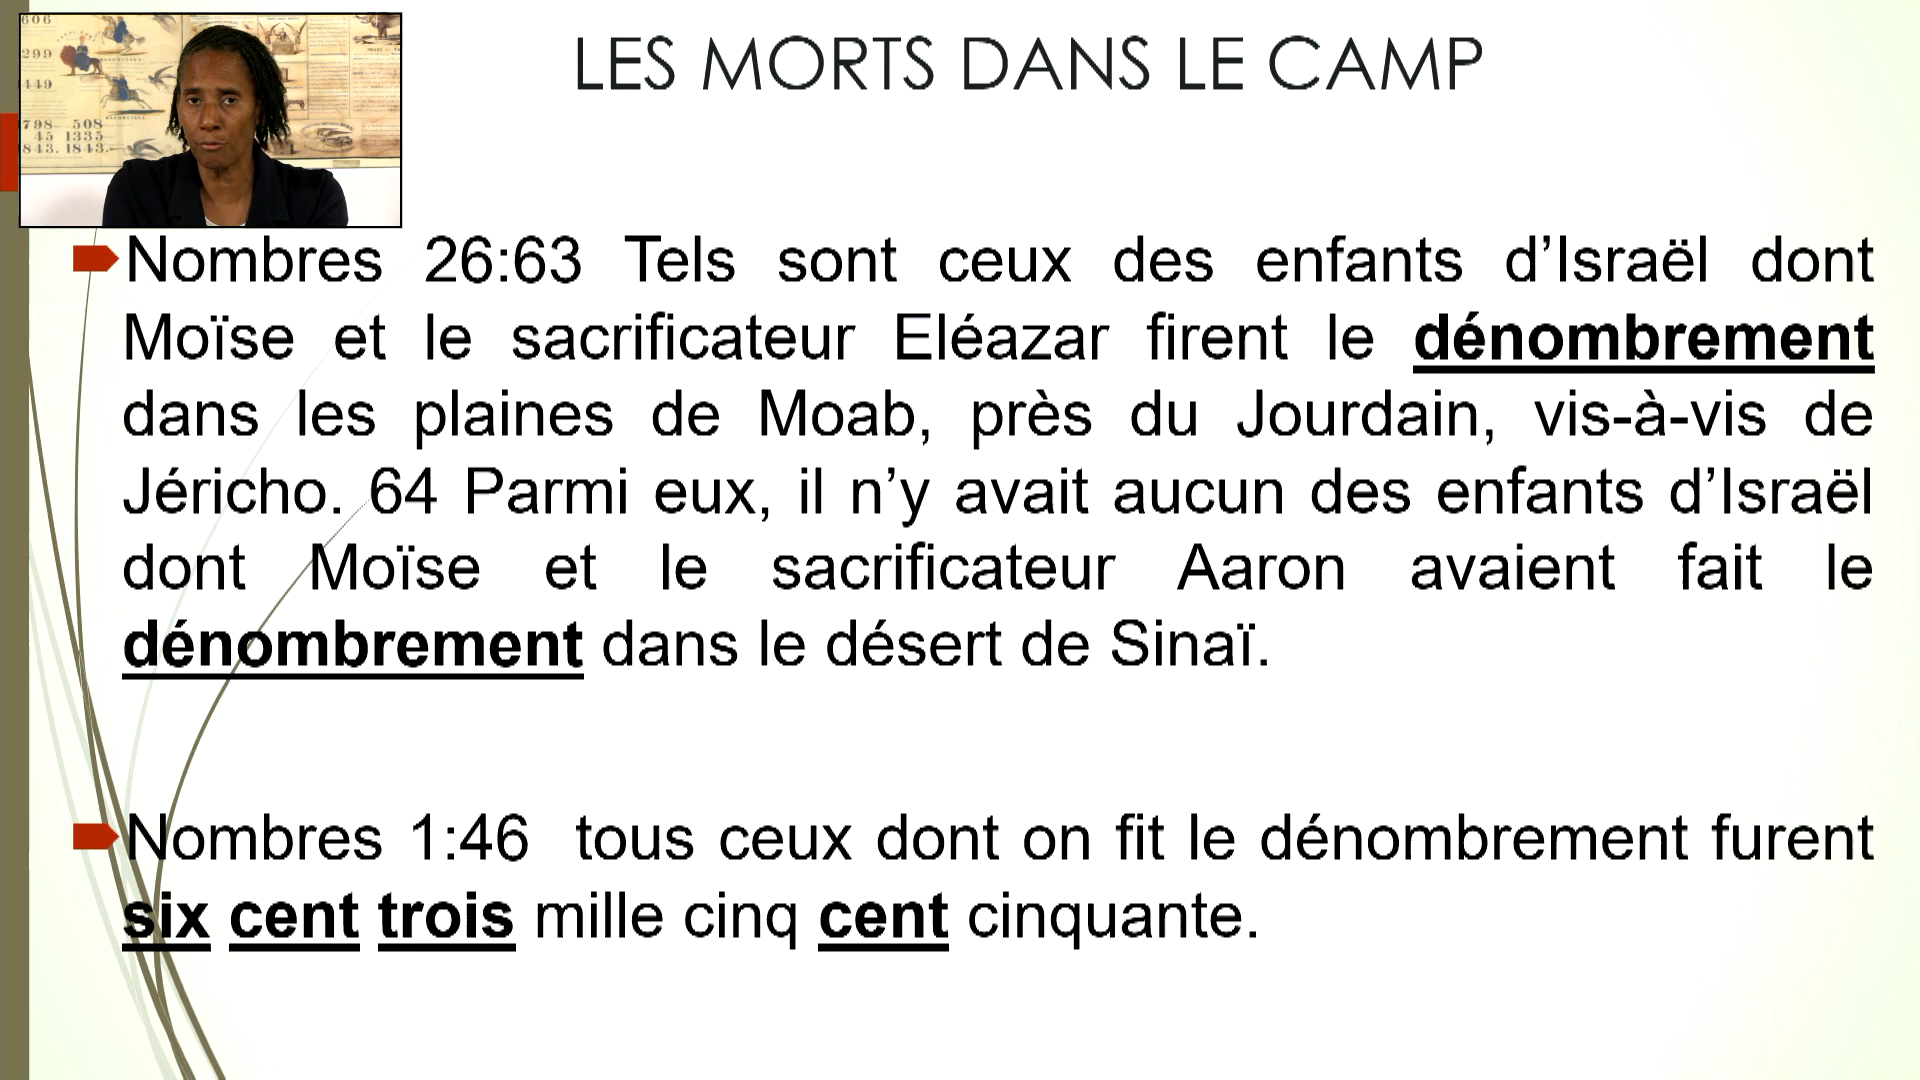 LES MORTS DANS LE CAMP
606
299
1449
1798 508
45 1335
1843. 1843.
Nombres 26:63 Tels sont ceux des enfants d’Israël dont
Moïse et le sacrificateur Eléazar firent le dénombrement
dans les plaines de Moab, près du Jourdain, vis-à-vis de
Jéricho. 64 Parmi eux, il n’y avait aucun des enfants d’Israël
dont Moïse et le sacrificateur Aaron avaient fait le
dénombrement dans le désert de Sinaï.
Nombres 1:46 tous ceux dont on fit le dénombrement furent
six cent trois mille cinq cent cinquante.